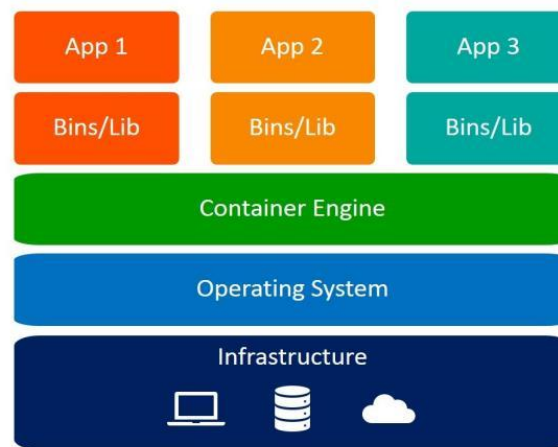 App 1
App 2
App 3
Bins/Lib
Bins/Lib
Bins/Lib
Container Engine
Operating System
Infrastructure